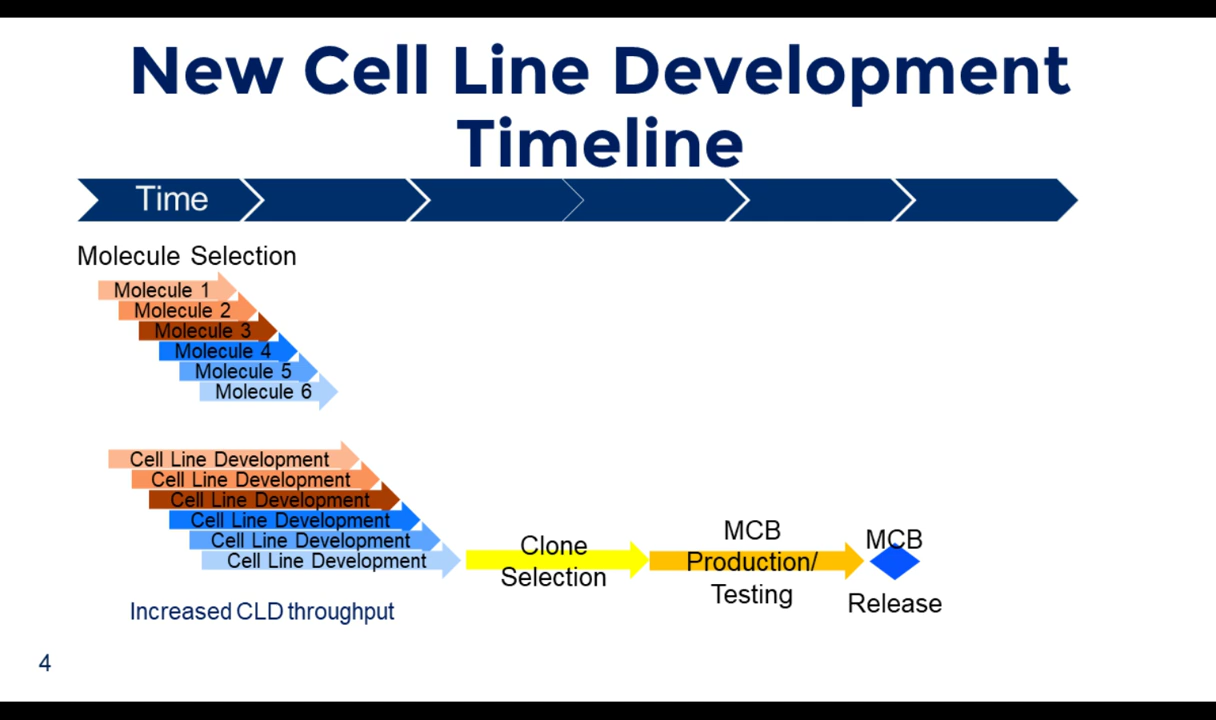 New Cell Line Development
Timeline
Time
Molecule Selection
Molecule 1
Molecule 2
Molecule 3
Molecule 4
Molecule 5
Molecule 6
Cell Line Development
Cell Line Development
Cell Line Development
Cell Line Development
Cell Line Development
Cell Line Development
Clone
Selection
MCB
Production/
Testing
MCB
Release
Increased CLD throughput
4